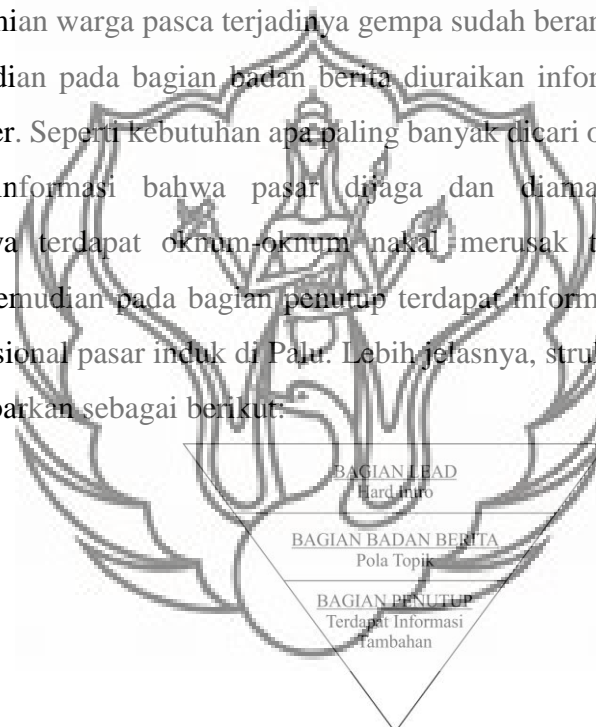 nian warga pasca terjadinya gempa sudah beran
dian pada bagian badan berita diuraikan infor
er. Seperti kebutuhan apa paling banyak dicari o
informasi bahwa pasar dijaga dan diama
ya terdapat oknum-oknum nakal merusak t
emudian pada bagian penutup terdapat inform
sional pasar induk di Palu. Lebih jelasnya, stru
barkan sebagai berikut:
BAGIAN LEAD
Hard Intro
BAGIAN BADAN BERITA
Pola Topik
BAGIAN PENUTUP
Terdapat Informasi
Tambahan